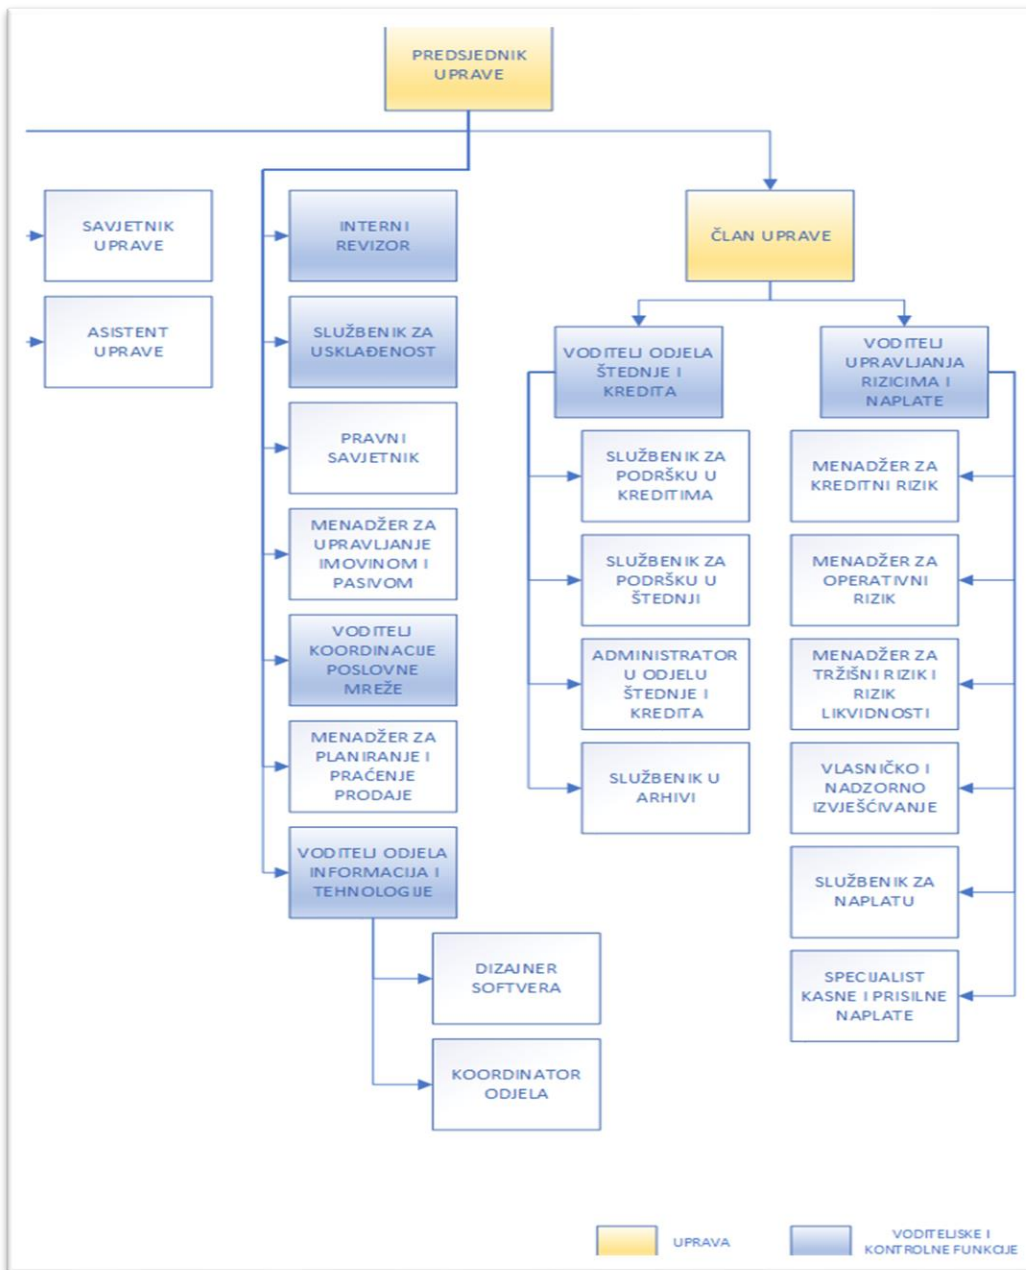 PREDSJEDNIK
UPRAVE
SAVJETNIK
UPRAVE
ASISTENT
UPRAVE
INTERNI
REVIZOR
SLUŽBENIK ZA
USKLAĐENOST
PRAVNI
SAVJETNIK
MENADŽER ZA
UPRAVLJANJE
IMOVINOM I
PASIVOM
VODITELJ
KOORDINACIJE
POSLOVNE
MREŽE
MENADŽER ZA
PLANIRANJE I
PRAĆENJE
PRODAJE
VODITELJ ODJELA
INFORMACIJA I
TEHNOLOGIJE
DIZAJNER
SOFTVERA
KOORDINATOR
ODJELA
ČLAN UPRAVE
VODITELJ ODJELA
ŠTEDNJE I
KREDITA
SLUŽBENIK ZA
PODRŠKU U
KREDITIMA
SLUŽBENIK ZA
PODRŠKU U
ŠTEDNJI
ADMINISTRATOR
U ODJELU
ŠTEDNJE I
KREDITA
SLUŽBENIK U
ARHIVI
VODITELJ
UPRAVLJANJA
RIZICIMA I
NAPLATE
MENADŽER ZA
KREDITNI RIZIK
MENADŽER ZA
OPERATIVNI
RIZIK
MENADŽER ZA
TRŽIŠNI RIZIK I
RIZIK
LIKVIDNOSTI
VLASNIČKO I
NADZORNO
IZVJEŠĆIVANJE
SLUŽBENIK ZA
NAPLATU
SPECIJALIST
KASNE I PRISILNE
NAPLATE
UPRAVA
VODITELJSKE I
KONTROLNE FUNKCIJE